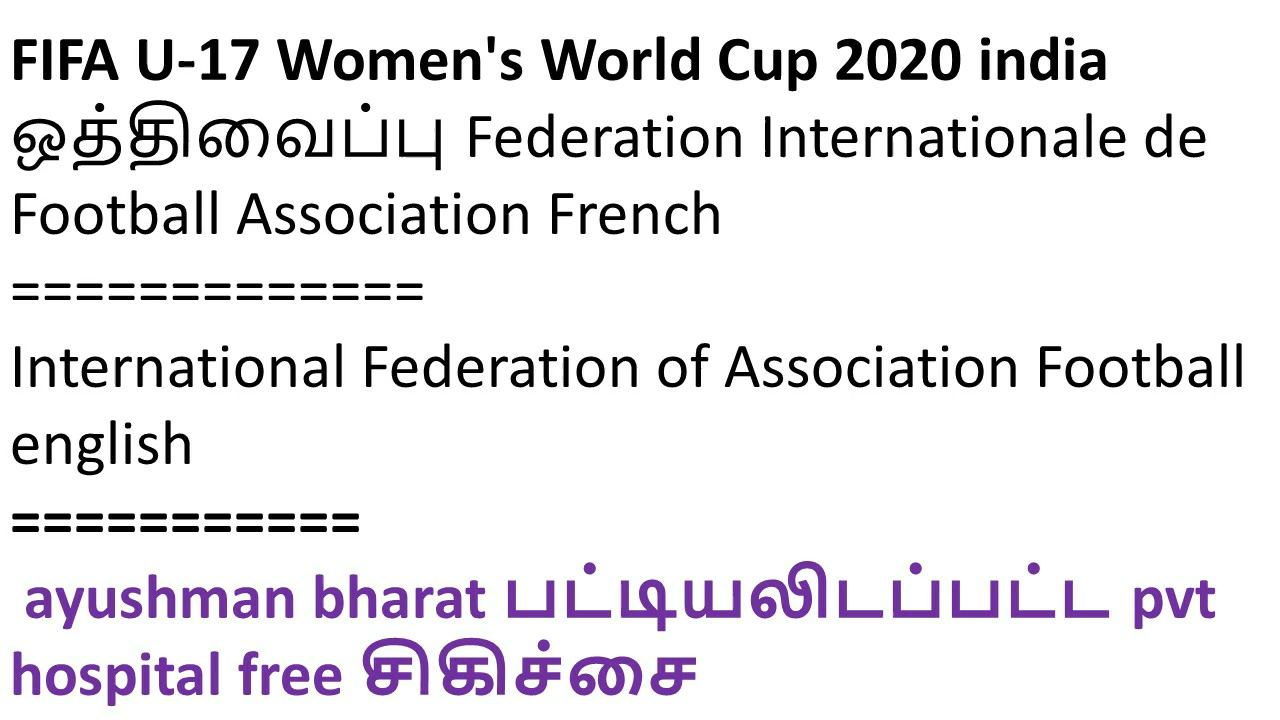 FIFA U-17 Women's World Cup 2020 india
ஒத்திவைப்பு Federation Internationale de
Football Association French
=============
International Federation of Association Football
english
===========
ayushman bharat பட்டியலிடப்பட்ட pvt
hospital free சிகிச்சை